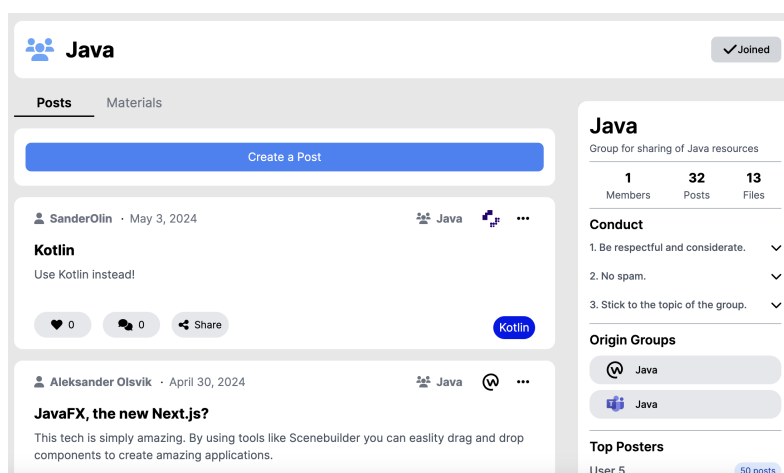 Java
Joined
Posts
Materials
Create a Post
SanderOlin · May 3, 2024
Java
Kotlin
Use Kotlin instead!
0
0
Share
Kotlin
Aleksander Olsvik · April 30, 2024
Java
JavaFX, the new Next.js?
This tech is simply amazing. By using tools like Scenebuilder you can easlity drag and drop
components to create amazing applications.
Java
Group for sharing of Java resources
1
32
13
Members
Posts
Files
Conduct
1. Be respectful and considerate.
2. No spam.
3. Stick to the topic of the group.
Origin Groups
Java
Java
Top Posters
User 5
50 posts